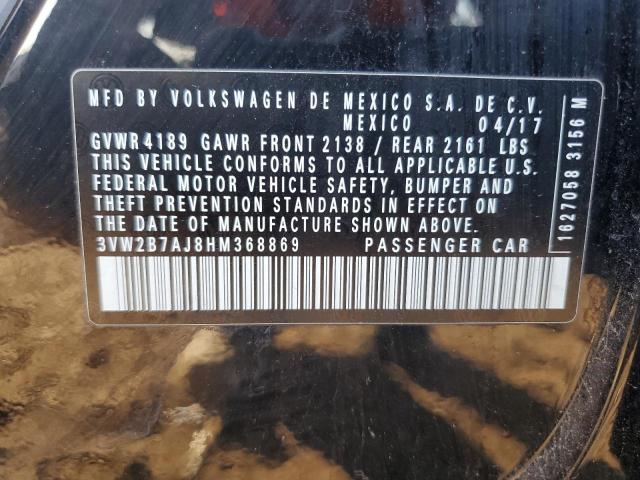 MFD BY VOLKSWAGEN DE MEXICO S.A. DE C.V.
MEXICO 04/17
GVWR 4189 GAWR FRONT 2138 / REAR 2161 LBS
THIS VEHICLE CONFORMS TO ALL APPLICABLE U.S.
FEDERAL MOTOR VEHICLE SAFETY, BUMPER AND
THEFT PREVENTION STANDARDS IN EFFECT ON
THE DATE OF MANUFACTURE SHOWN ABOVE.
3VW2B7AJ8HM368869 PASSENGER CAR
1627058 3156 M